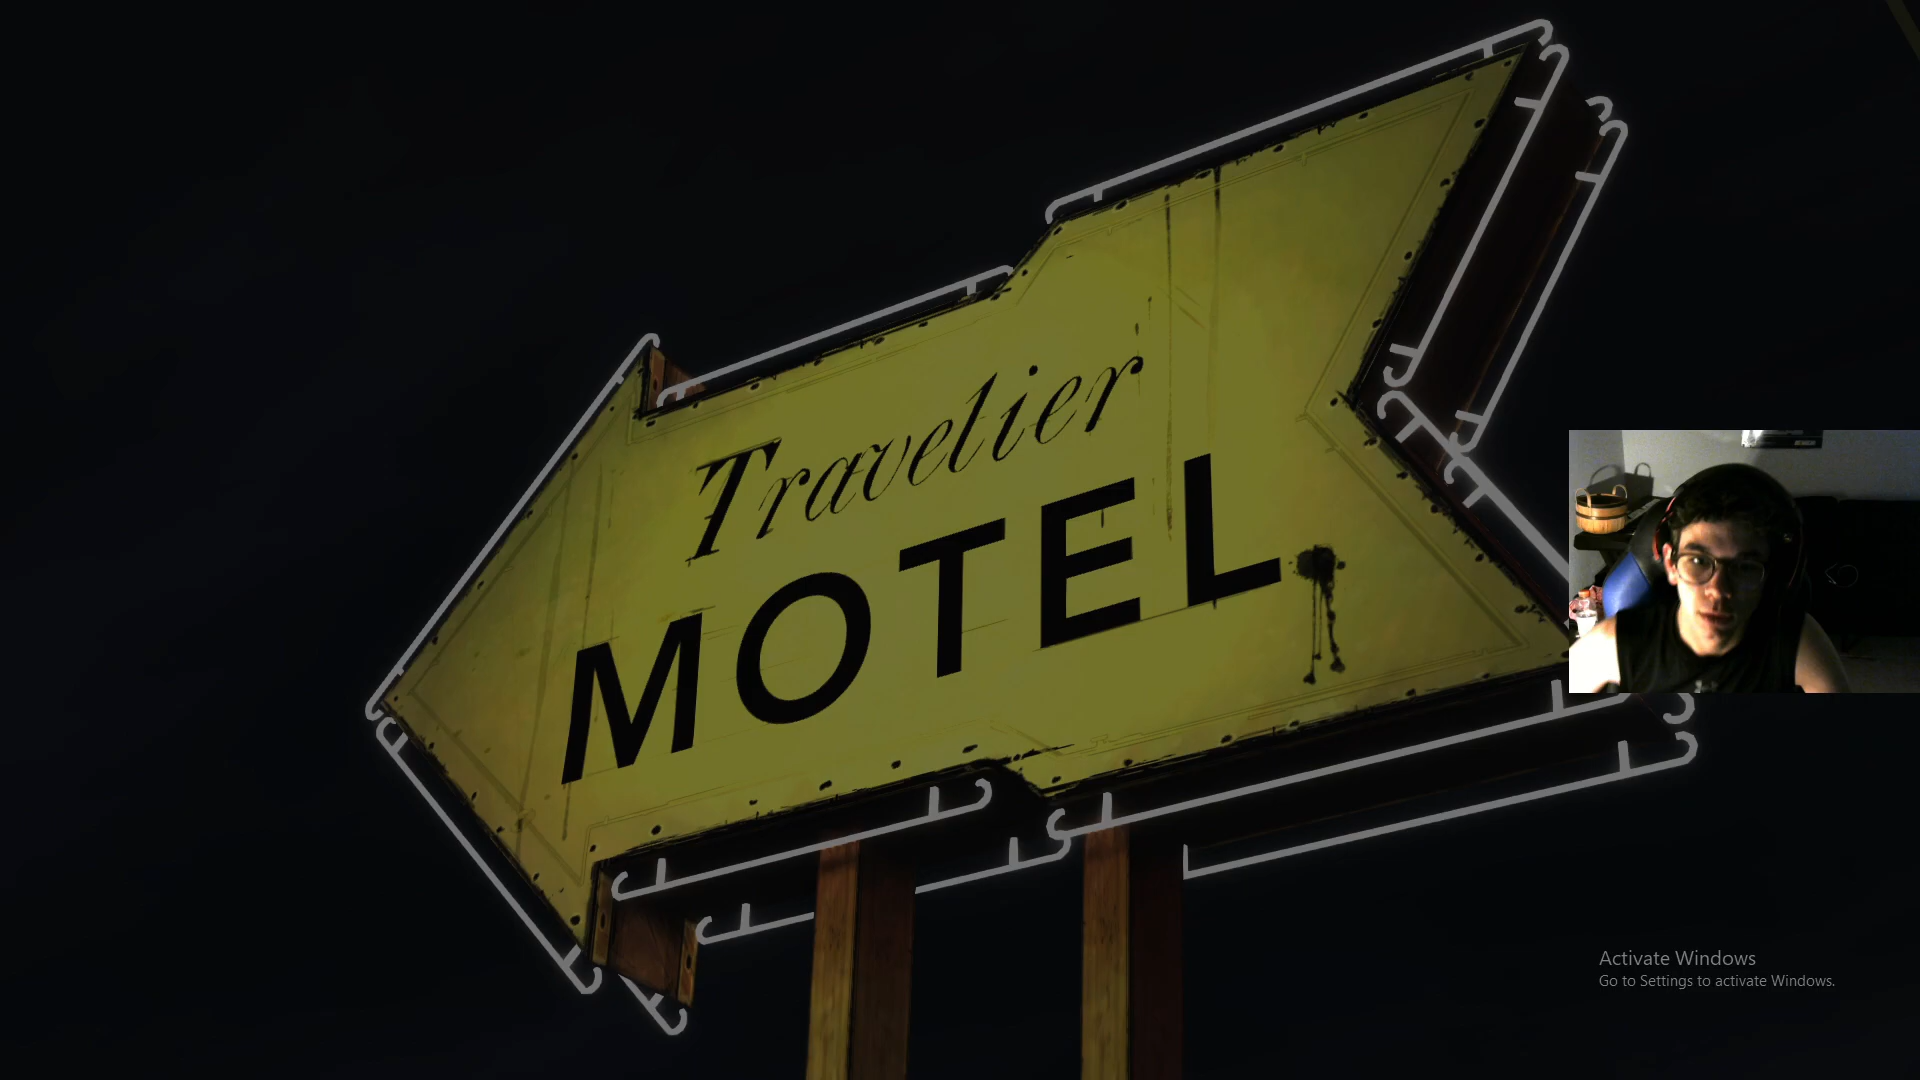 Travelier
MOTEL
Activate Windows
Go to Settings to activate Windows.